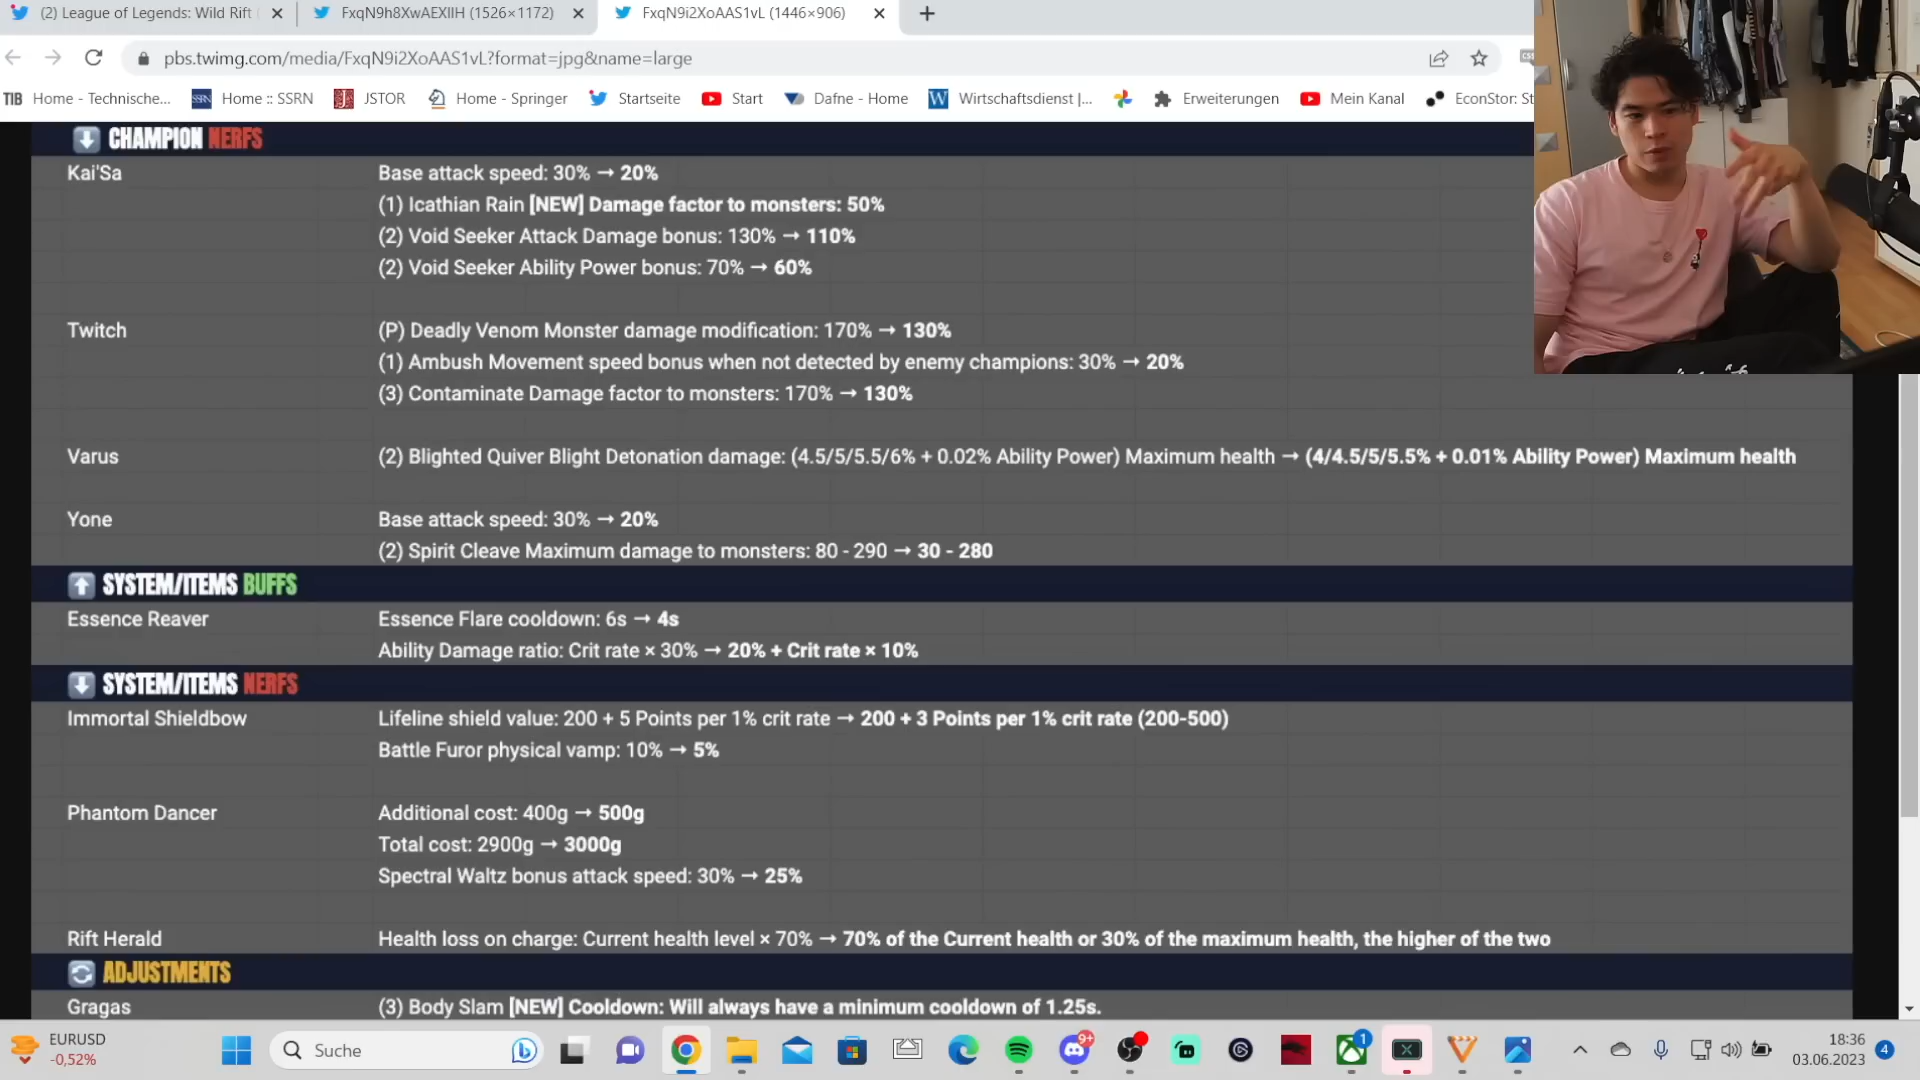 (2) League of Legends: Wild Rift
FxqN9h8XwAEXIIH (1526×1172)
FxqN9i2XoAAS1vL (1446×906)
pbs.twimg.com/media/FxqN9i2XoAAS1vL?format=jpg&name=large
TIB Home - Technische... SSRN Home :: SSRN JSTOR Home - Springer Startseite Start Dafne - Home W Wirtschaftsdienst |... Erweiterungen Mein Kanal EconStor: St
CHAMPION NERFS
Kai'Sa Base attack speed: 30% → 20%
(1) Icathian Rain [NEW] Damage factor to monsters: 50%
(2) Void Seeker Attack Damage bonus: 130% → 110%
(2) Void Seeker Ability Power bonus: 70% → 60%
Twitch (P) Deadly Venom Monster damage modification: 170% → 130%
(1) Ambush Movement speed bonus when not detected by enemy champions: 30% → 20%
(3) Contaminate Damage factor to monsters: 170% → 130%
Varus (2) Blighted Quiver Blight Detonation damage: (4.5/5/5.5/6% + 0.02% Ability Power) Maximum health → (4/4.5/5/5.5% + 0.01% Ability Power) Maximum health
Yone Base attack speed: 30% → 20%
(2) Spirit Cleave Maximum damage to monsters: 80 - 290 → 30 - 280
SYSTEM/ITEMS BUFFS
Essence Reaver Essence Flare cooldown: 6s → 4s
Ability Damage ratio: Crit rate × 30% → 20% + Crit rate × 10%
SYSTEM/ITEMS NERFS
Immortal Shieldbow Lifeline shield value: 200 + 5 Points per 1% crit rate → 200 + 3 Points per 1% crit rate (200-500)
Battle Furor physical vamp: 10% → 5%
Phantom Dancer Additional cost: 400g → 500g
Total cost: 2900g → 3000g
Spectral Waltz bonus attack speed: 30% → 25%
Rift Herald Health loss on charge: Current health level × 70% → 70% of the Current health or 30% of the maximum health, the higher of the two
ADJUSTMENTS
Gragas (3) Body Slam [NEW] Cooldown: Will always have a minimum cooldown of 1.25s.
EURUSD
-0,52%
Suche
9+
1
18:36
03.06.2023
4